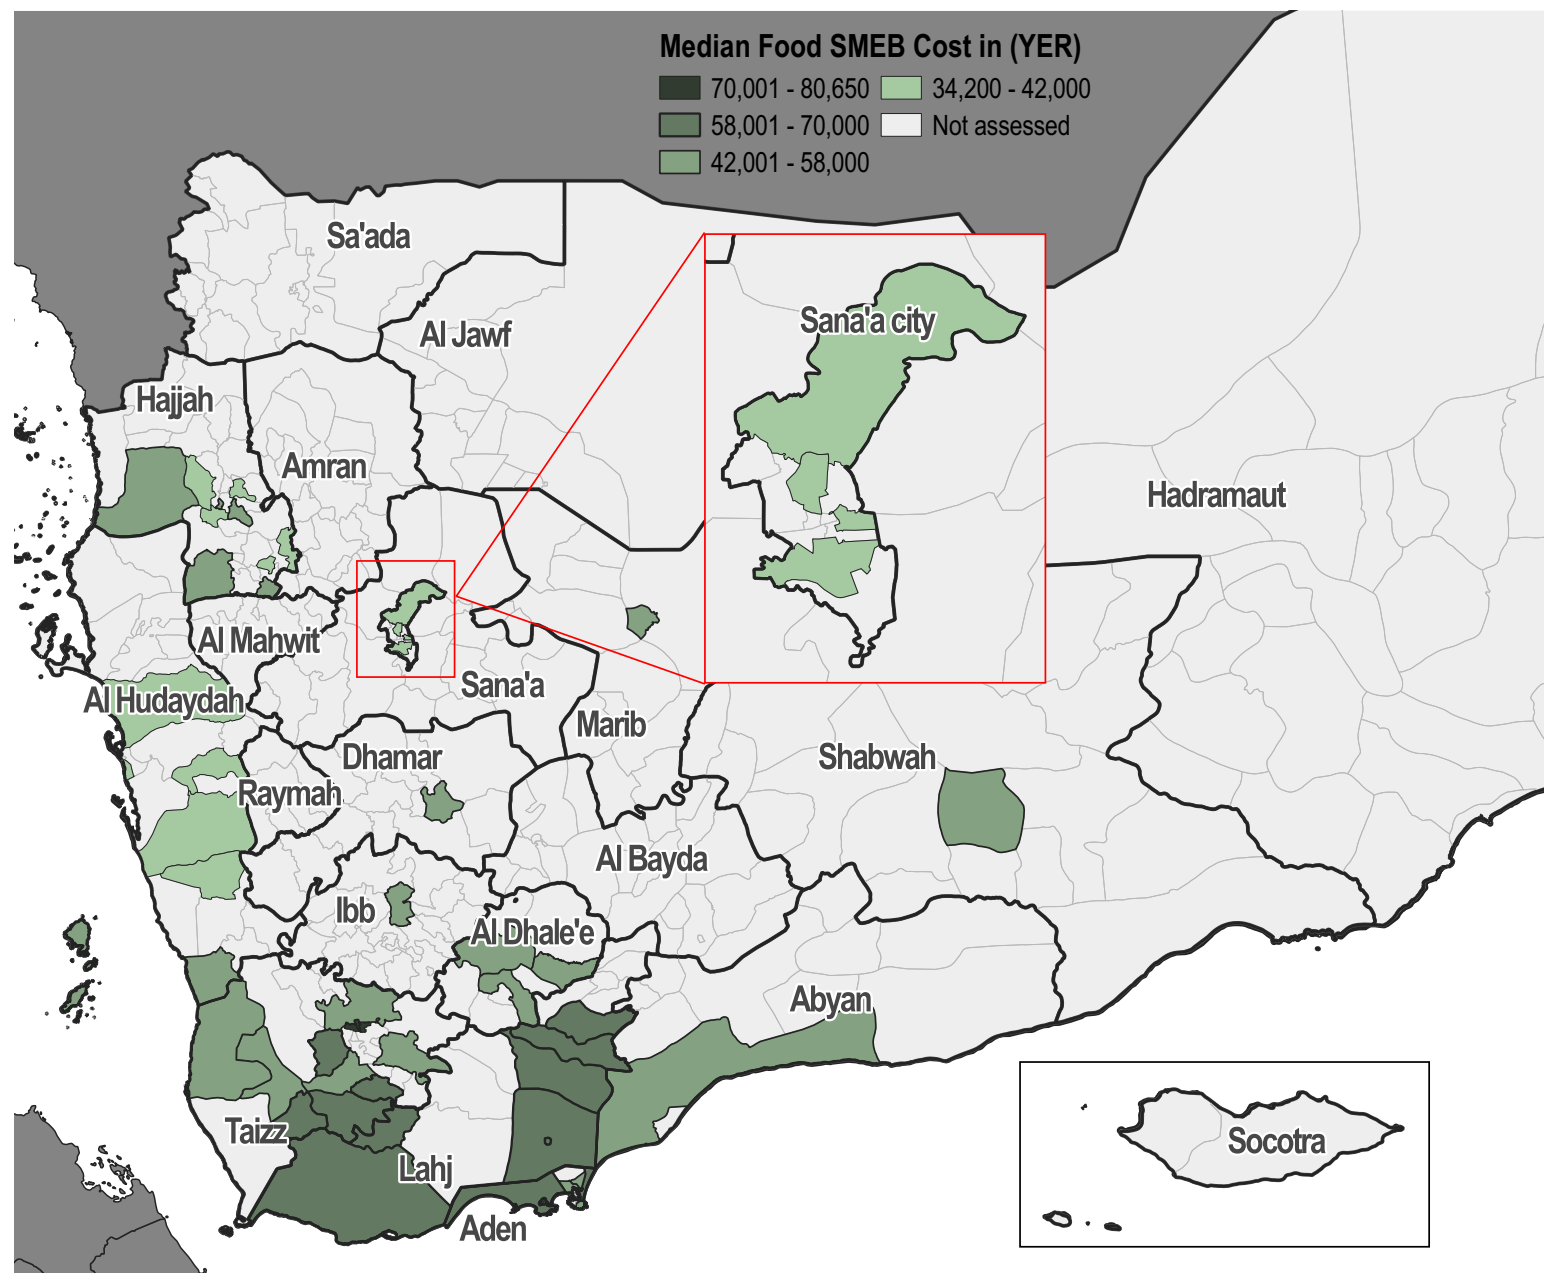 Median Food SMEB Cost in (YER)
70,001 - 80,650
34,200 - 42,000
58,001 - 70,000
Not assessed
42,001 - 58,000
Sa'ada
Al Jawf
Sana'a city
Hajjah
Amran
Hadramaut
Al Mahwit
Sana'a
Al Hudaydah
Marib
Dhamar
Shabwah
Raymah
Al Bayda
Ibb
Al Dhale'e
Abyan
Taizz
Socotra
Lahj
Aden